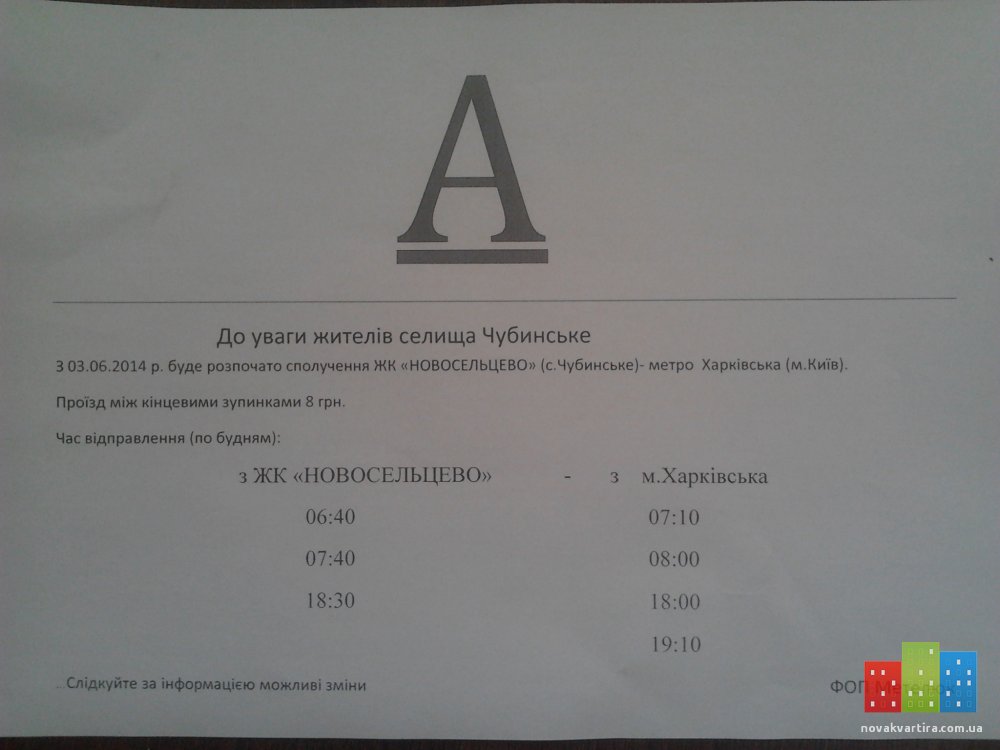 А
До уваги жителів селища Чубинське
З 03.06.2014 р. буде розпочато сполучення ЖК «НОВОСЕЛЬЦЕВО» (с.Чубинське)- метро Харківська (м.Київ).
Проїзд між кінцевими зупинками 8 грн.
Час відправлення (по будням):
з ЖК «НОВОСЕЛЬЦЕВО» - з м.Харківська
06:40 07:10
07:40 08:00
18:30 18:00
19:10
Слідкуйте за інформацією можливі зміни ФОП
novakvartira.com.ua